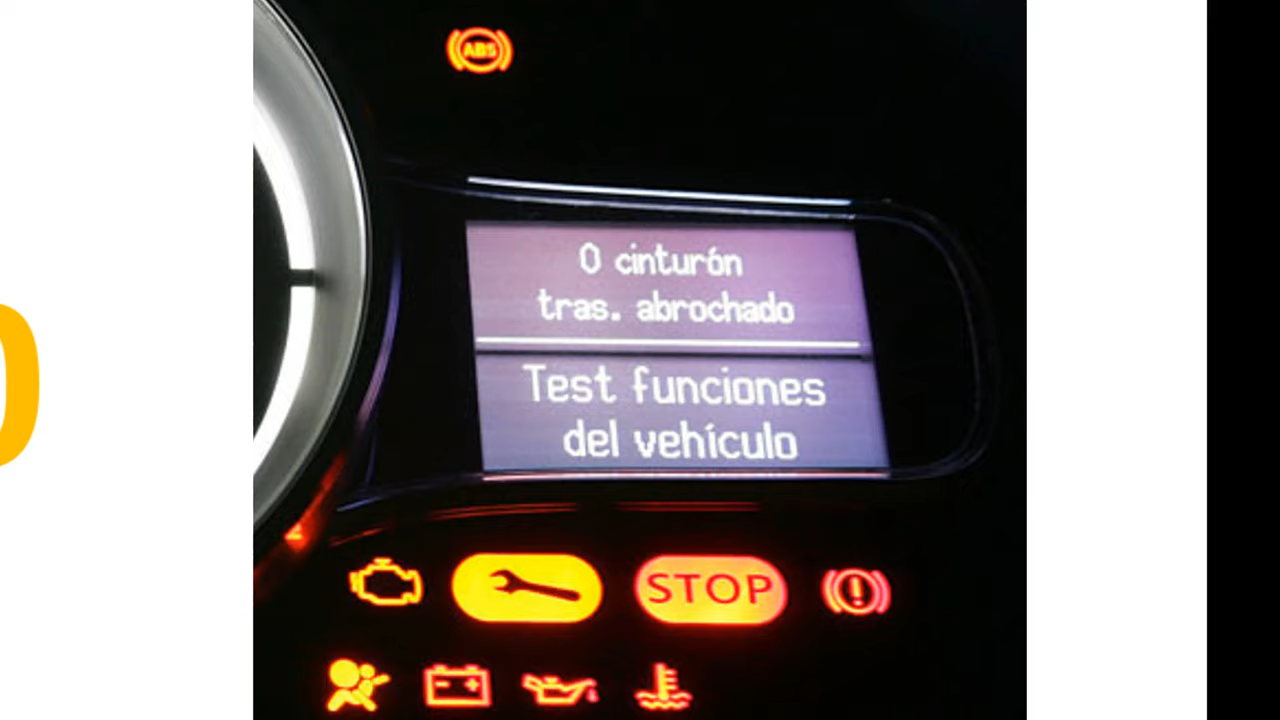 ABS
0 cinturón
tras. abrochado
Test funciones
del vehículo
STOP